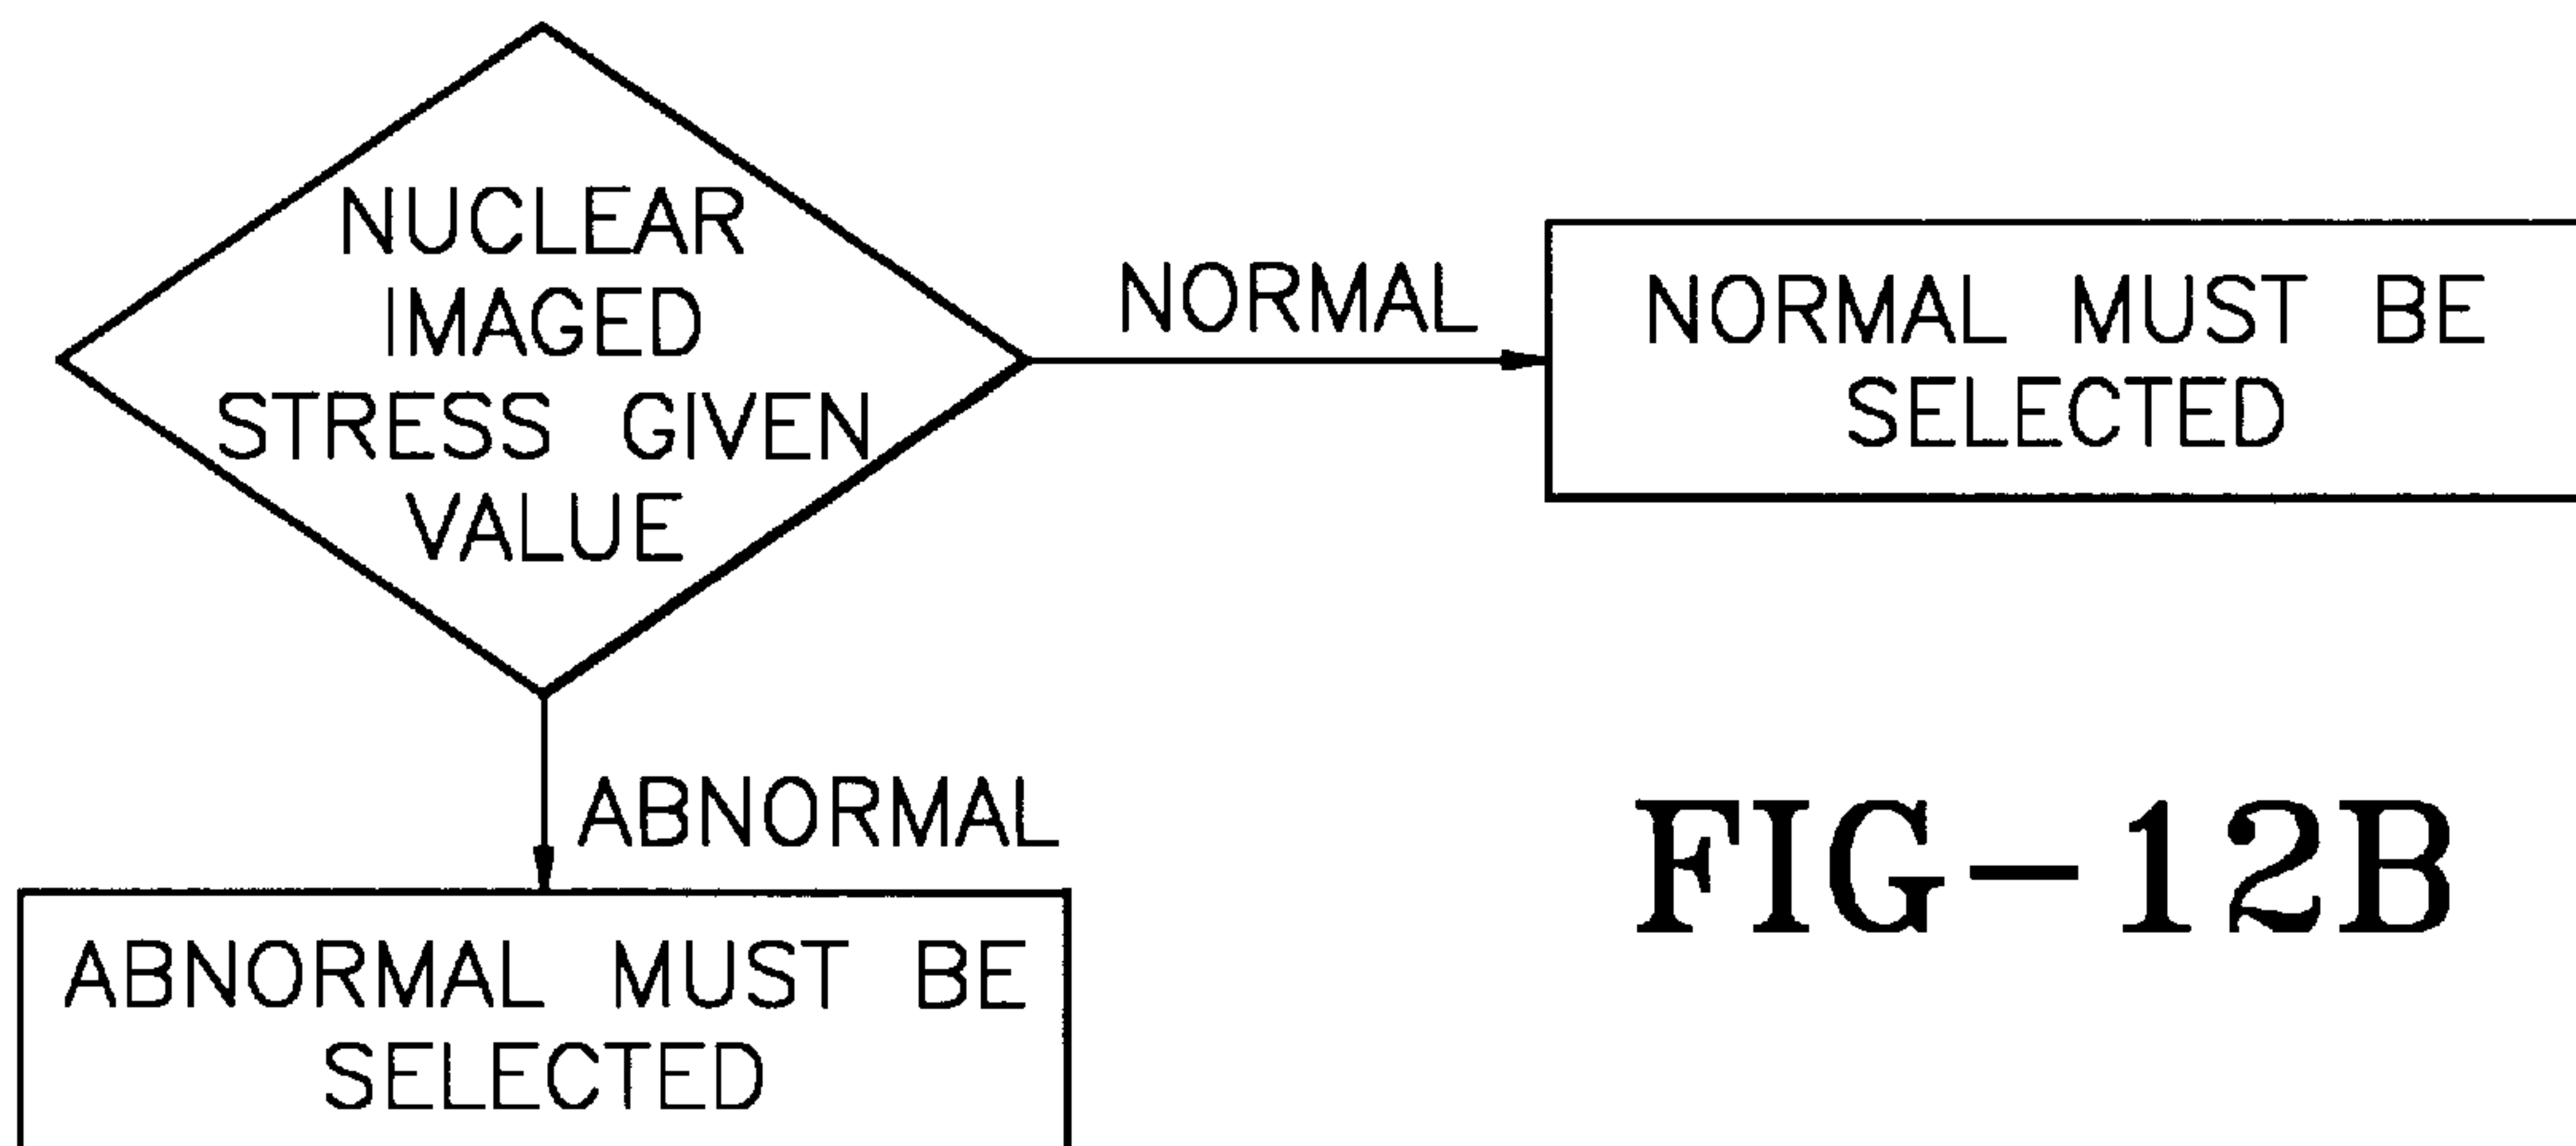 NUCLEAR
IMAGED
STRESS GIVEN
VALUE
NORMAL
NORMAL MUST BE
SELECTED
ABNORMAL
ABNORMAL MUST BE
SELECTED
FIG-12B